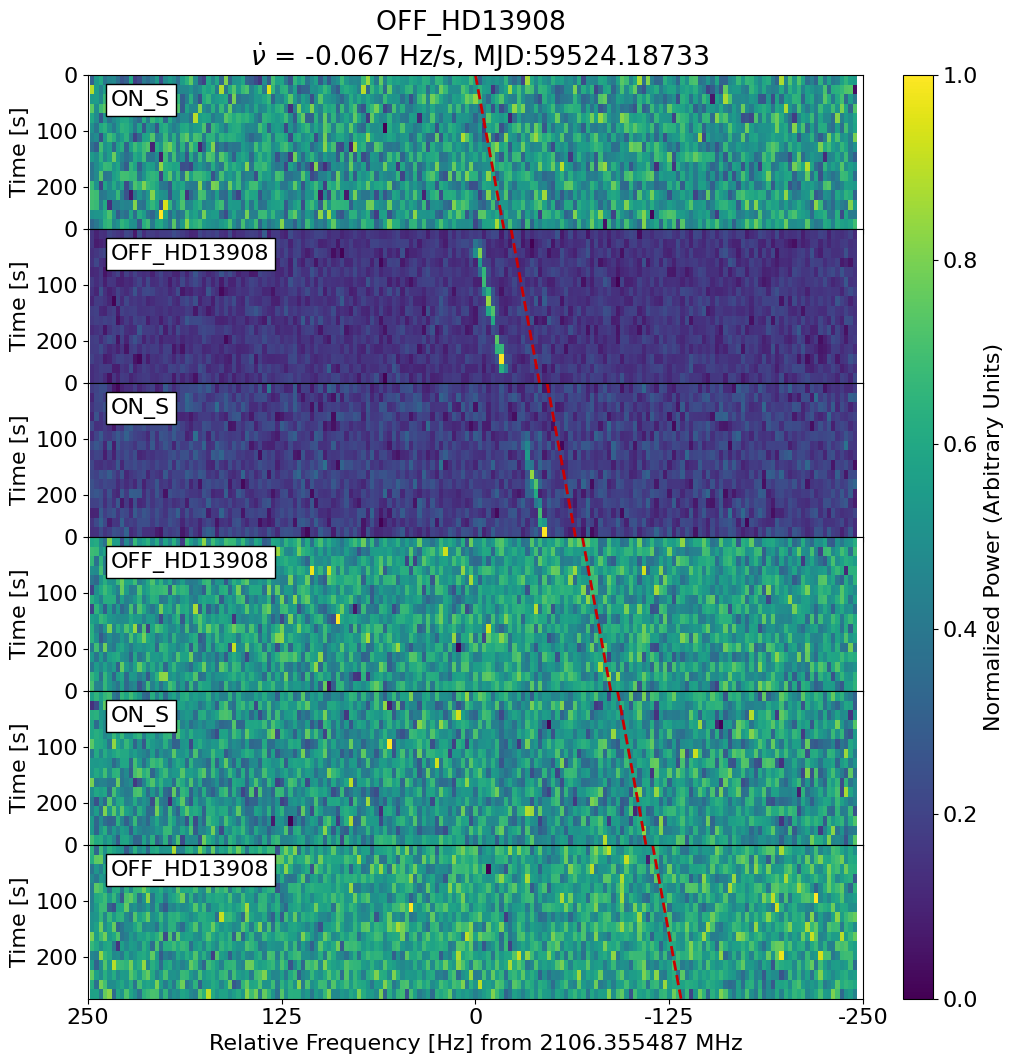 OFF_HD13908
ν̇ = -0.067 Hz/s, MJD:59524.18733
0
100
200
Time [s]
ON_S
0
100
200
Time [s]
OFF_HD13908
0
100
200
Time [s]
ON_S
0
100
200
Time [s]
OFF_HD13908
0
100
200
Time [s]
ON_S
0
100
200
Time [s]
OFF_HD13908
250
125
0
-125
-250
Relative Frequency [Hz] from 2106.355487 MHz
1.0
0.8
0.6
0.4
0.2
0.0
Normalized Power (Arbitrary Units)